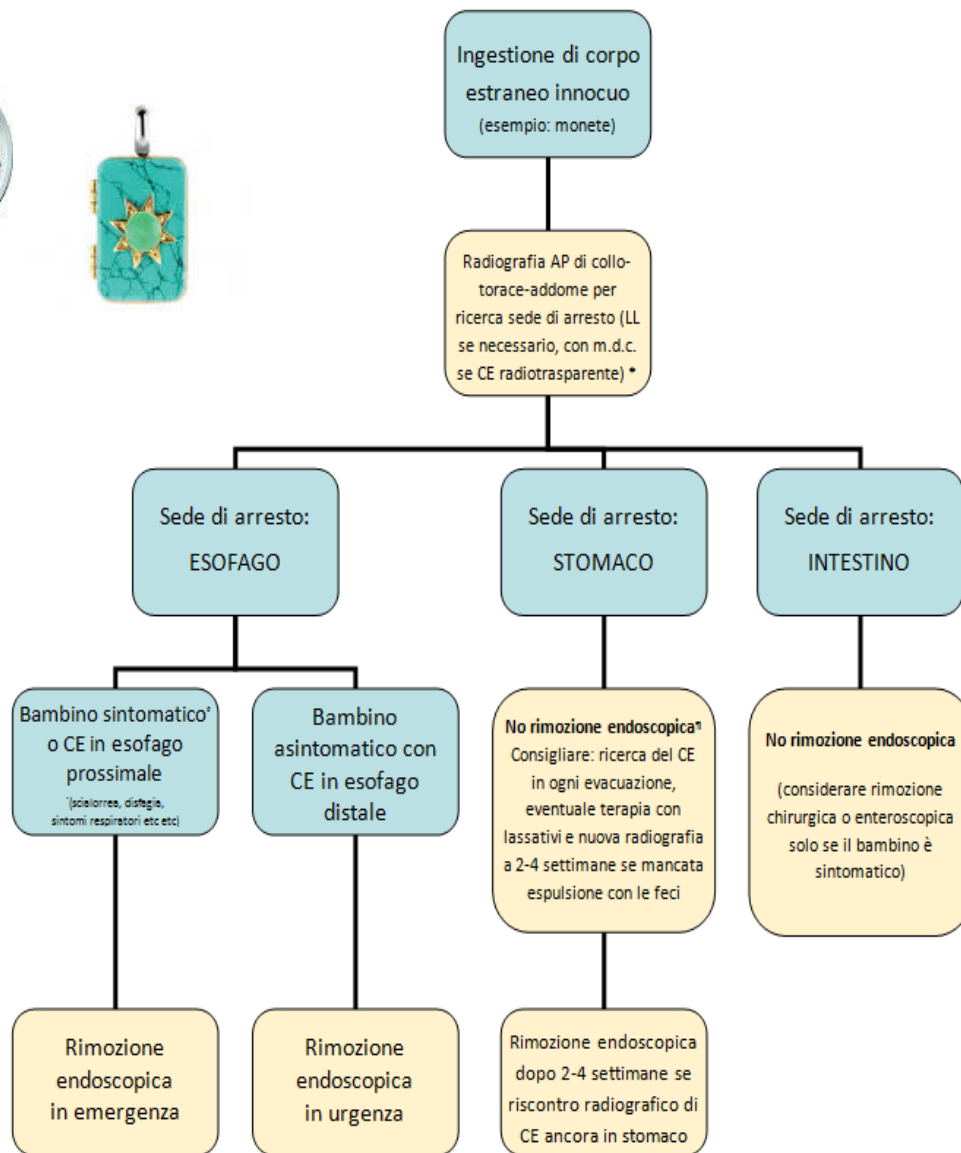 Ingestione di corpo
estraneo innocuo
(esempio: monete)
Radiografia AP di collo-
torace-addome per
ricerca sede di arresto (LL
se necessario, con m.d.c.
se CE radiotrasparente) *
Sede di arresto:
ESOFAGO
Sede di arresto:
STOMACO
Sede di arresto:
INTESTINO
Bambino sintomatico°
o CE in esofago
prossimale
°(scialorrea, disfagia,
sintomi respiratori etc etc)
Bambino
asintomatico con
CE in esofago
distale
No rimozione endoscopica¶
Consigliare: ricerca del CE
in ogni evacuazione,
eventuale terapia con
lassativi e nuova radiografia
a 2-4 settimane se mancata
espulsione con le feci
No rimozione endoscopica
(considerare rimozione
chirurgica o enteroscopica
solo se il bambino è
sintomatico)
Rimozione
endoscopica
in emergenza
Rimozione
endoscopica
in urgenza
Rimozione endoscopica
dopo 2-4 settimane se
riscontro radiografico di
CE ancora in stomaco